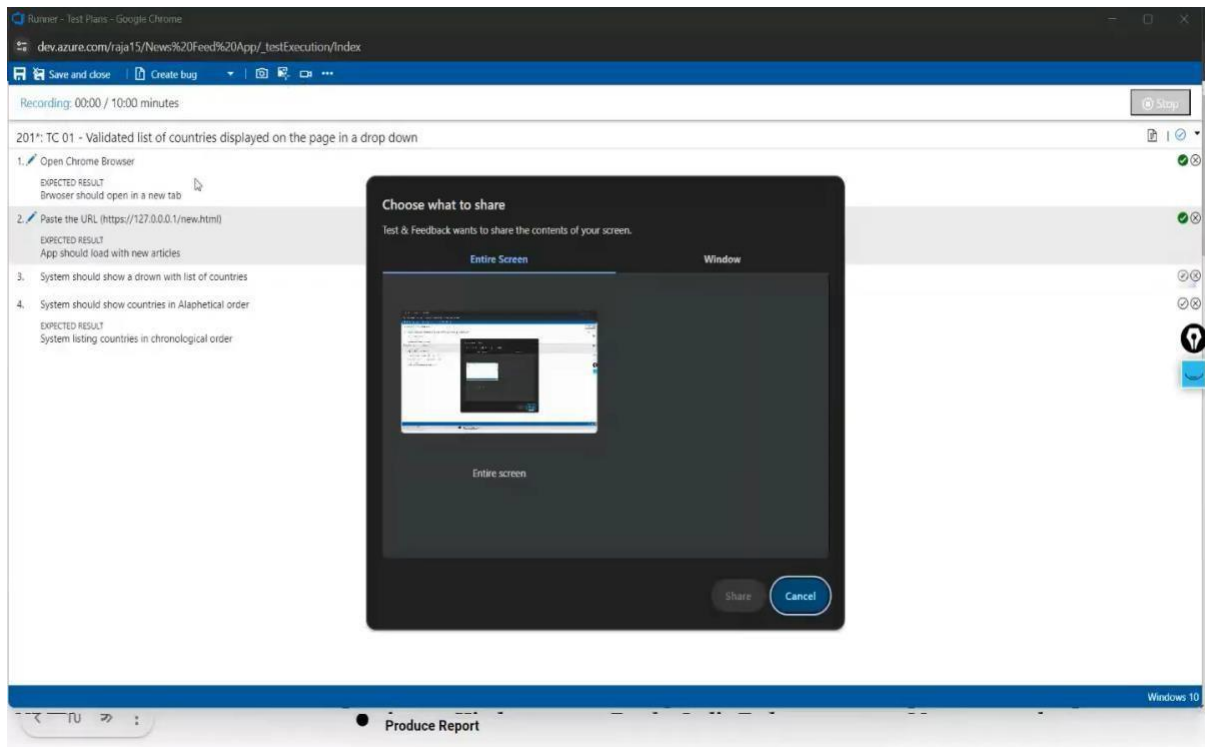 Runner - Test Plans - Google Chrome
dev.azure.com/raja15/News%20Feed%20App/_testExecution/Index
Save and close
Create bug
Recording: 00:00 / 10:00 minutes
Stop
201*: TC 01 - Validated list of countries displayed on the page in a drop down
1. Open Chrome Browser
EXPECTED RESULT
Brwoser should open in a new tab
2. Paste the URL (https://127.0.0.1/new.html)
EXPECTED RESULT
App should load with new articles
3. System should show a drown with list of countries
4. System should show countries in Alaphetical order
EXPECTED RESULT
System listing countries in chronological order
Choose what to share
Test & Feedback wants to share the contents of your screen.
Entire Screen
Window
Entire screen
Share
Cancel
Windows 10
Produce Report